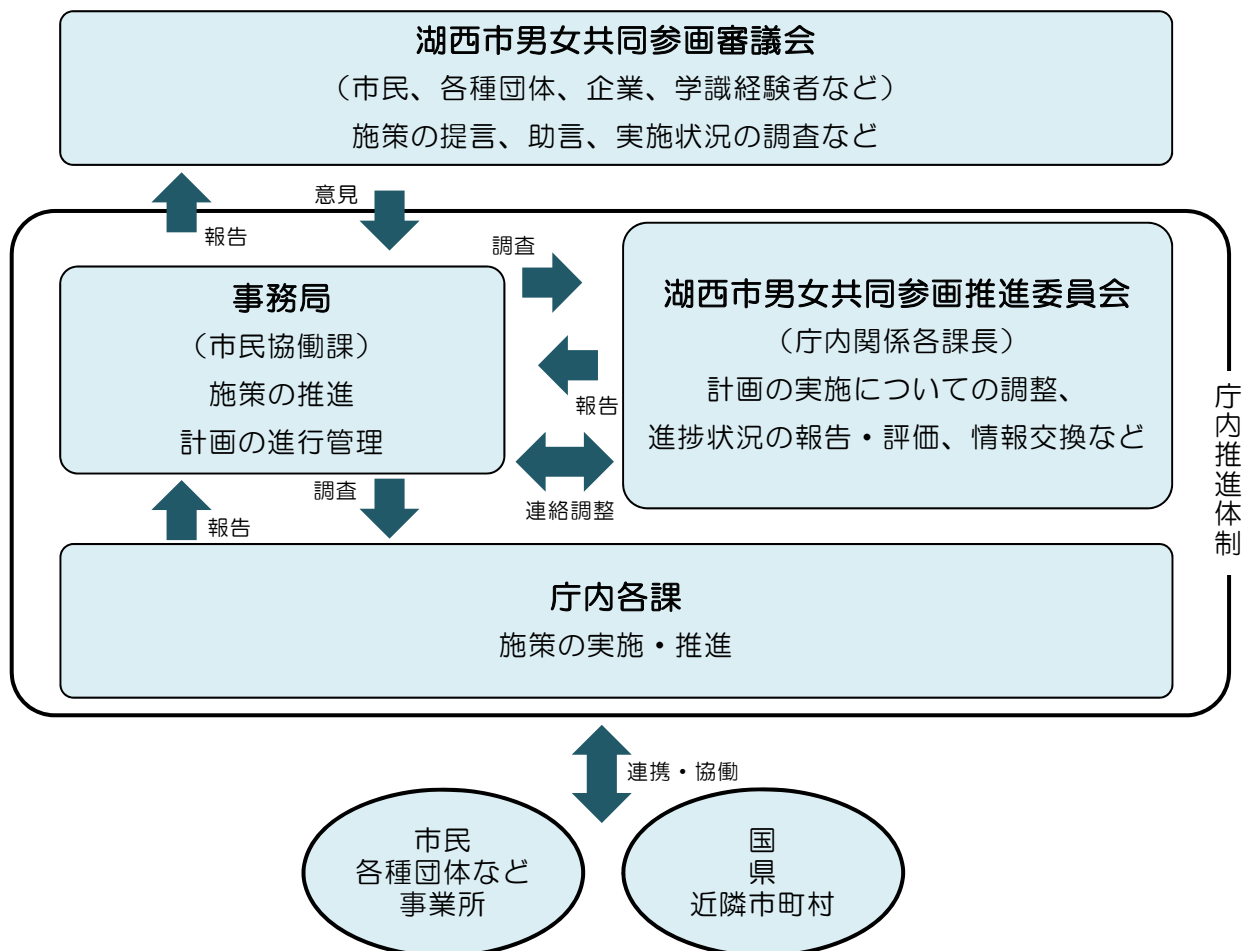 湖西市男女共同参画審議会
（市民、各種団体、企業、学識経験者など）
施策の提言、助言、実施状況の調査など
報告
意見
事務局
（市民協働課）
施策の推進
計画の進行管理
調査
報告
連絡調整
湖西市男女共同参画推進委員会
（庁内関係各課長）
計画の実施についての調整、
進捗状況の報告・評価、情報交換など
報告
調査
庁内各課
施策の実施・推進
庁内推進体制
連携・協働
市民
各種団体など
事業所
国
県
近隣市町村